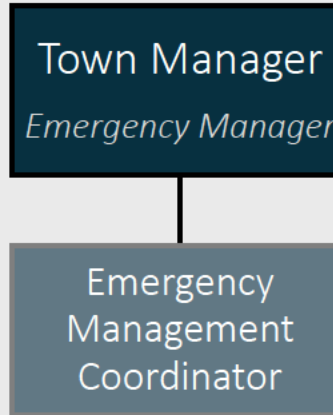 Town Manager
Emergency Manager
Emergency
Management
Coordinator